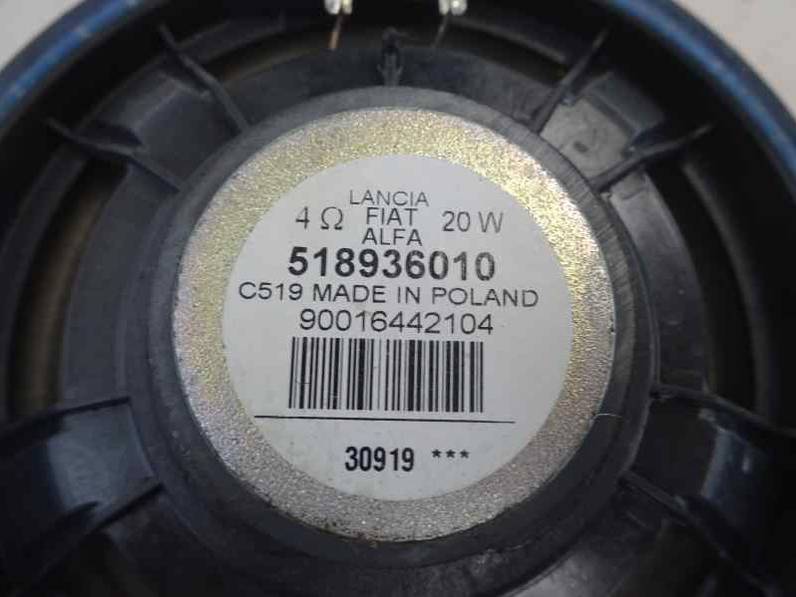 LANCIA
4 Ω FIAT 20 W
ALFA
518936010
C519 MADE IN POLAND
90016442104
30919 ***